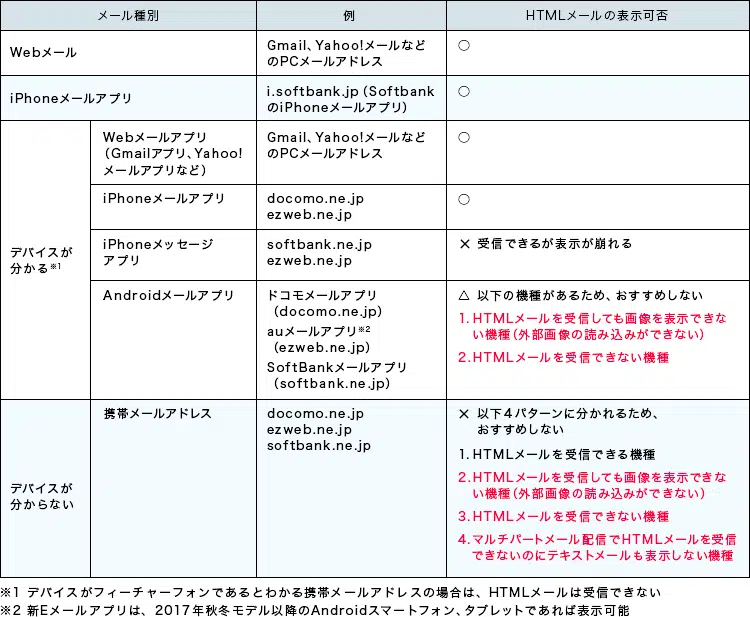 メール種別
例
HTMLメールの表示可否
Webメール
Gmail、Yahoo!メールなど
のPCメールアドレス
○
iPhoneメールアプリ
i.softbank.jp（Softbank
のiPhoneメールアプリ）
○
デバイスが
分かる※1
Webメールアプリ
（Gmailアプリ、Yahoo!
メールアプリなど）
Gmail、Yahoo!メールなど
のPCメールアドレス
○
iPhoneメールアプリ
docomo.ne.jp
ezweb.ne.jp
○
iPhoneメッセージ
アプリ
softbank.ne.jp
ezweb.ne.jp
× 受信できるが表示が崩れる
Androidメールアプリ
ドコモメールアプリ
（docomo.ne.jp）
auメールアプリ※2
（ezweb.ne.jp）
SoftBankメールアプリ
（softbank.ne.jp）
△ 以下の機種があるため、おすすめしない
1. HTMLメールを受信しても画像を表示できな
い機種（外部画像の読み込みができない）
2. HTMLメールを受信できない機種
デバイスが
分からない
携帯メールアドレス
docomo.ne.jp
ezweb.ne.jp
softbank.ne.jp
× 以下4パターンに分かれるため、
おすすめしない
1. HTMLメールを受信できる機種
2. HTMLメールを受信しても画像を表示できな
い機種（外部画像の読み込みができない）
3. HTMLメールを受信できない機種
4. マルチパートメール配信でHTMLメールを受信
できないのにテキストメールも表示しない機種
※1 デバイスがフィーチャーフォンであるとわかる携帯メールアドレスの場合は、HTMLメールは受信できない
※2 新Eメールアプリは、2017年秋冬モデル以降のAndroidスマートフォン、タブレットであれば表示可能